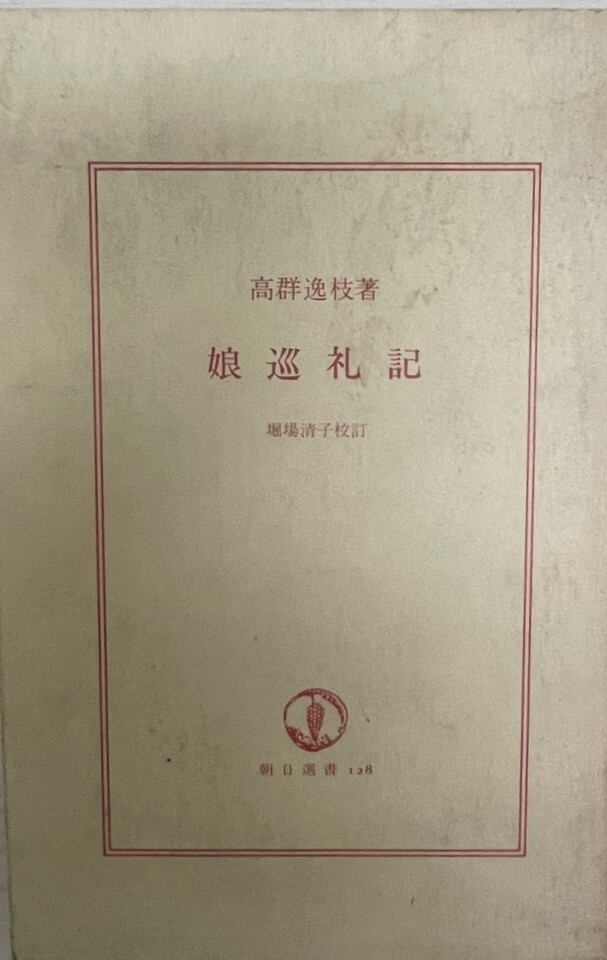 高群逸枝著
娘巡礼記
堀場清子校訂
朝日選書 128